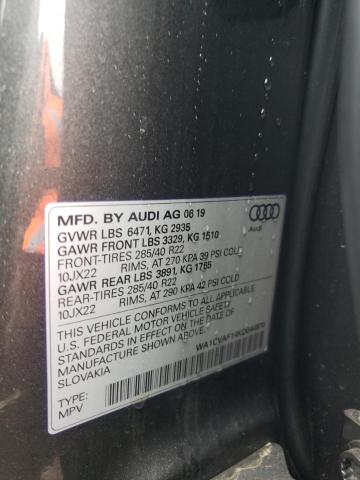 MFD. BY AUDI AG 06 19
GVWR LBS 6471, KG 2935
GAWR FRONT LBS 3329, KG 1510
FRONT-TIRES 285/40 R22
10JX22 RIMS, AT 270 KPA 39 PSI COLD
GAWR REAR LBS 3891, KG 1765
REAR-TIRES 285/40 R22
10JX22 RIMS, AT 290 KPA 42 PSI COLD
THIS VEHICLE CONFORMS TO ALL APPLICABLE
U.S. FEDERAL MOTOR VEHICLE SAFETY
STANDARDS IN EFFECT ON THE DATE OF
MANUFACTURE SHOWN ABOVE.
SLOVAKIA
TYPE:
MPV